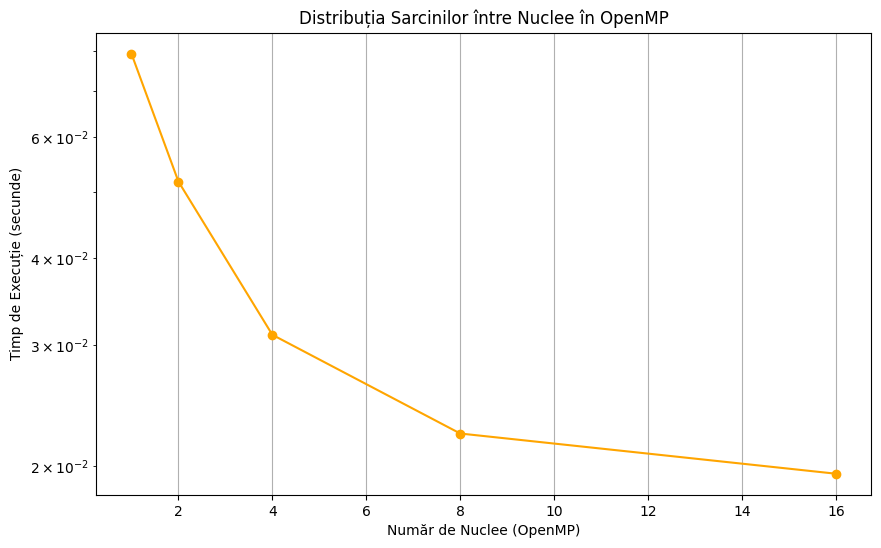 Distribuția Sarcinilor între Nuclee în OpenMP
Timp de Execuție (secunde)
6 × 10⁻²
4 × 10⁻²
3 × 10⁻²
2 × 10⁻²
2 4 6 8 10 12 14 16
Număr de Nuclee (OpenMP)